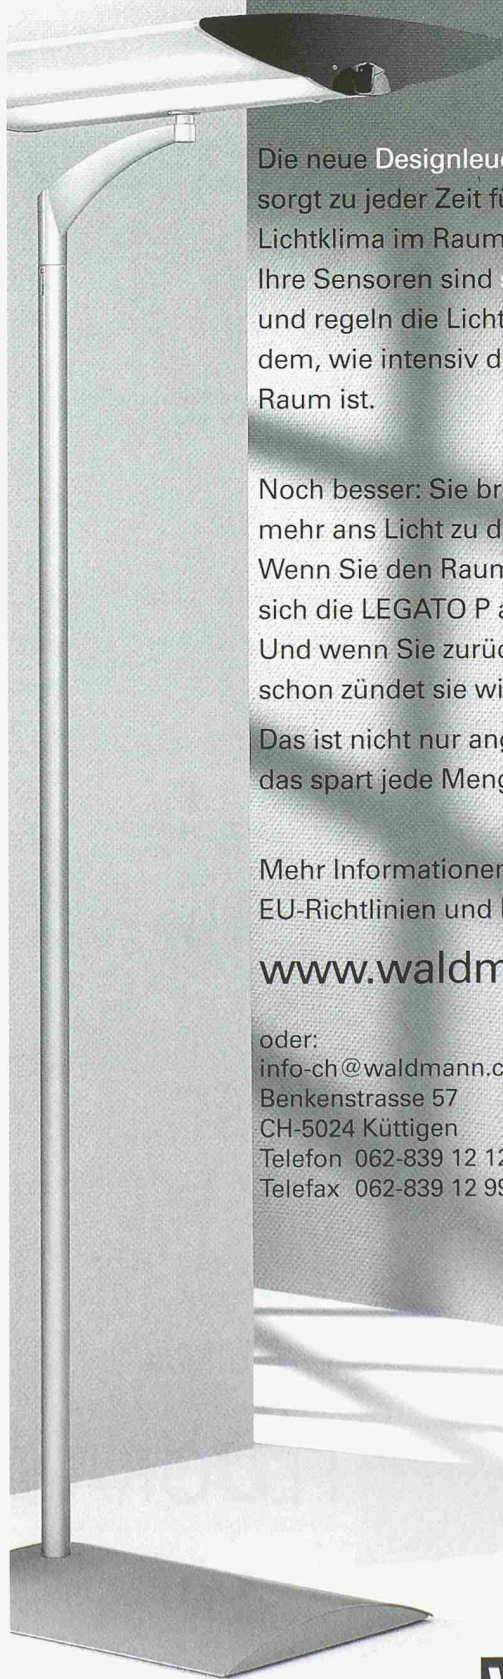 Die neue Designleu
sorgt zu jeder Zeit
Lichtklima im Raum
Ihre Sensoren sind
und regeln die Licht
dem, wie intensiv d
Raum ist.
Noch besser: Sie br
mehr ans Licht zu d
Wenn Sie den Raum
sich die LEGATO P
Und wenn Sie zurüc
schon zündet sie wi
Das ist nicht nur ang
das spart jede Meng
Mehr Informationen
EU-Richtlinien und
www.waldm
oder:
info-ch@waldmann.c
Benkenstrasse 57
CH-5024 Küttigen
Telefon 062-839 12 12
Telefax 062-839 12 99